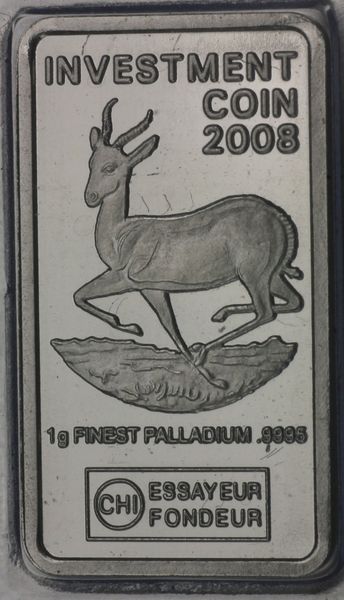 INVESTMENT
COIN
2008
1g FINEST PALLADIUM .9995
CHI ESSAYEUR
FONDEUR